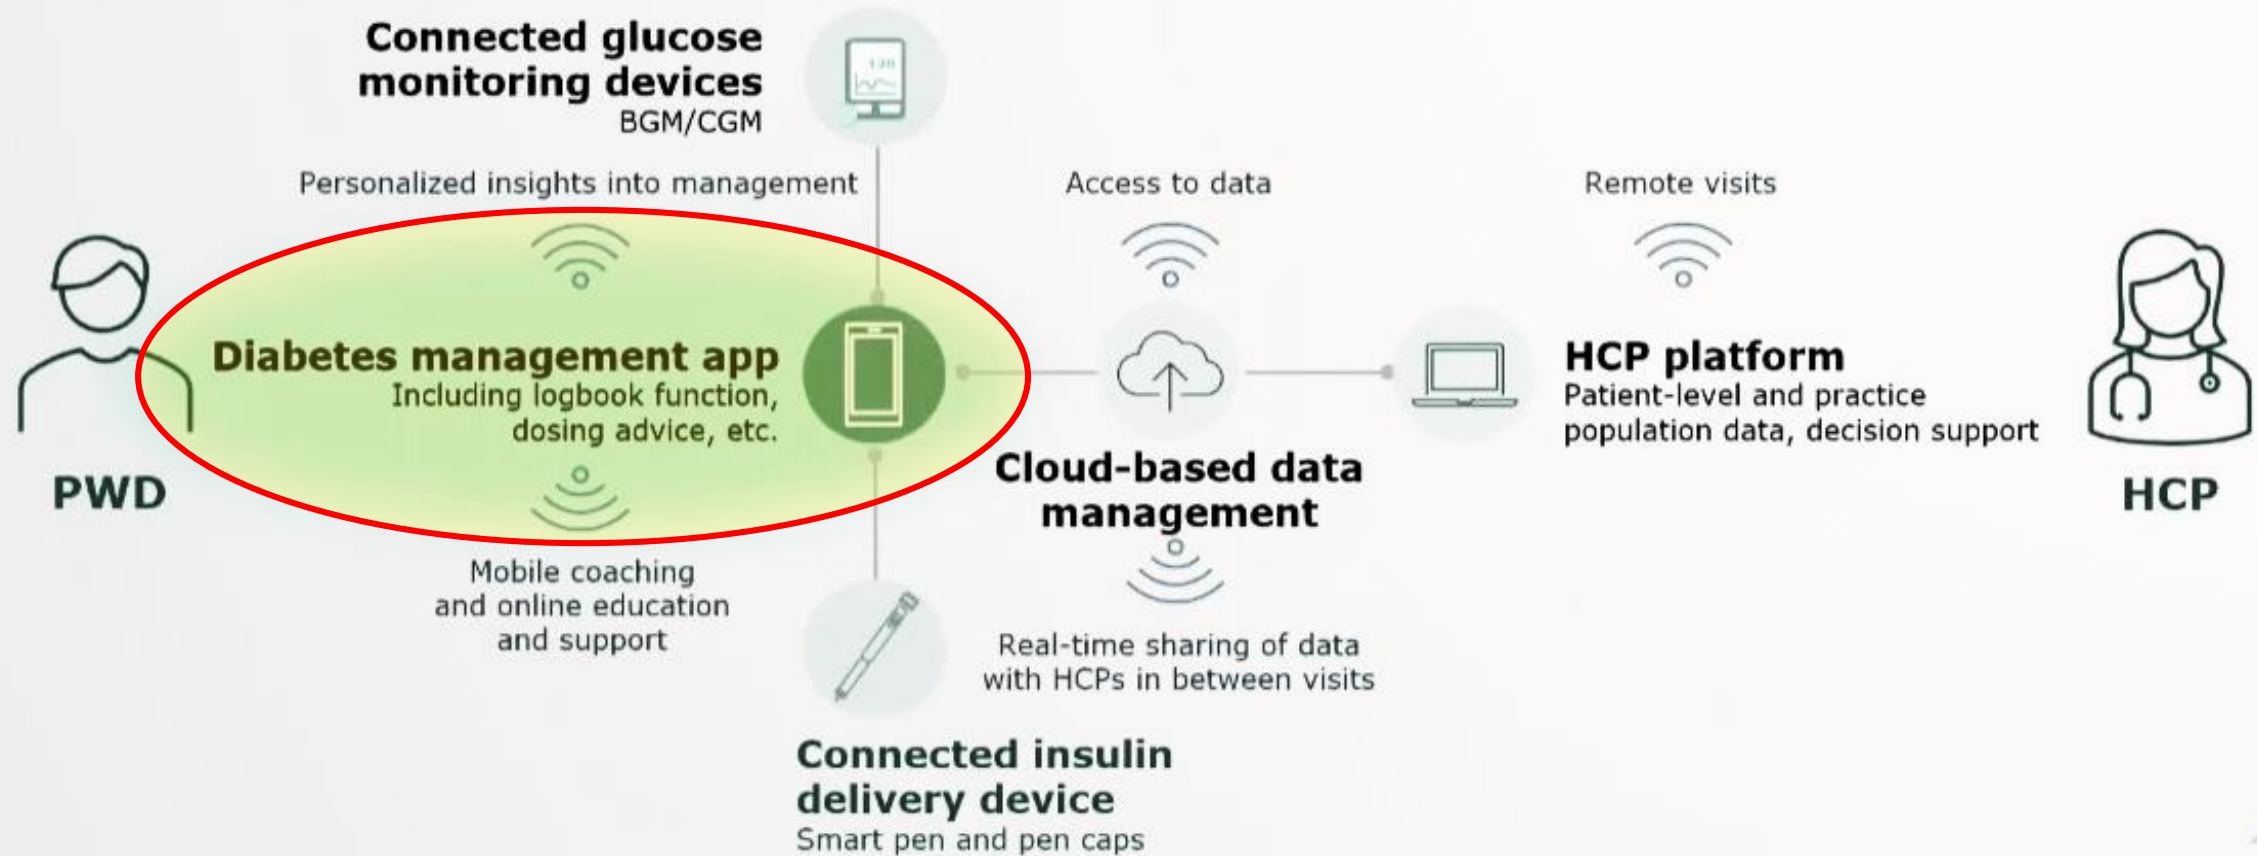 Connected glucose
monitoring devices
BGM/CGM
120
Personalized insights into management
Access to data
Remote visits
Diabetes management app
Including logbook function,
dosing advice, etc.
HCP platform
Patient-level and practice
population data, decision support
PWD
Cloud-based data
management
HCP
Mobile coaching
and online education
and support
Real-time sharing of data
with HCPs in between visits
Connected insulin
delivery device
Smart pen and pen caps